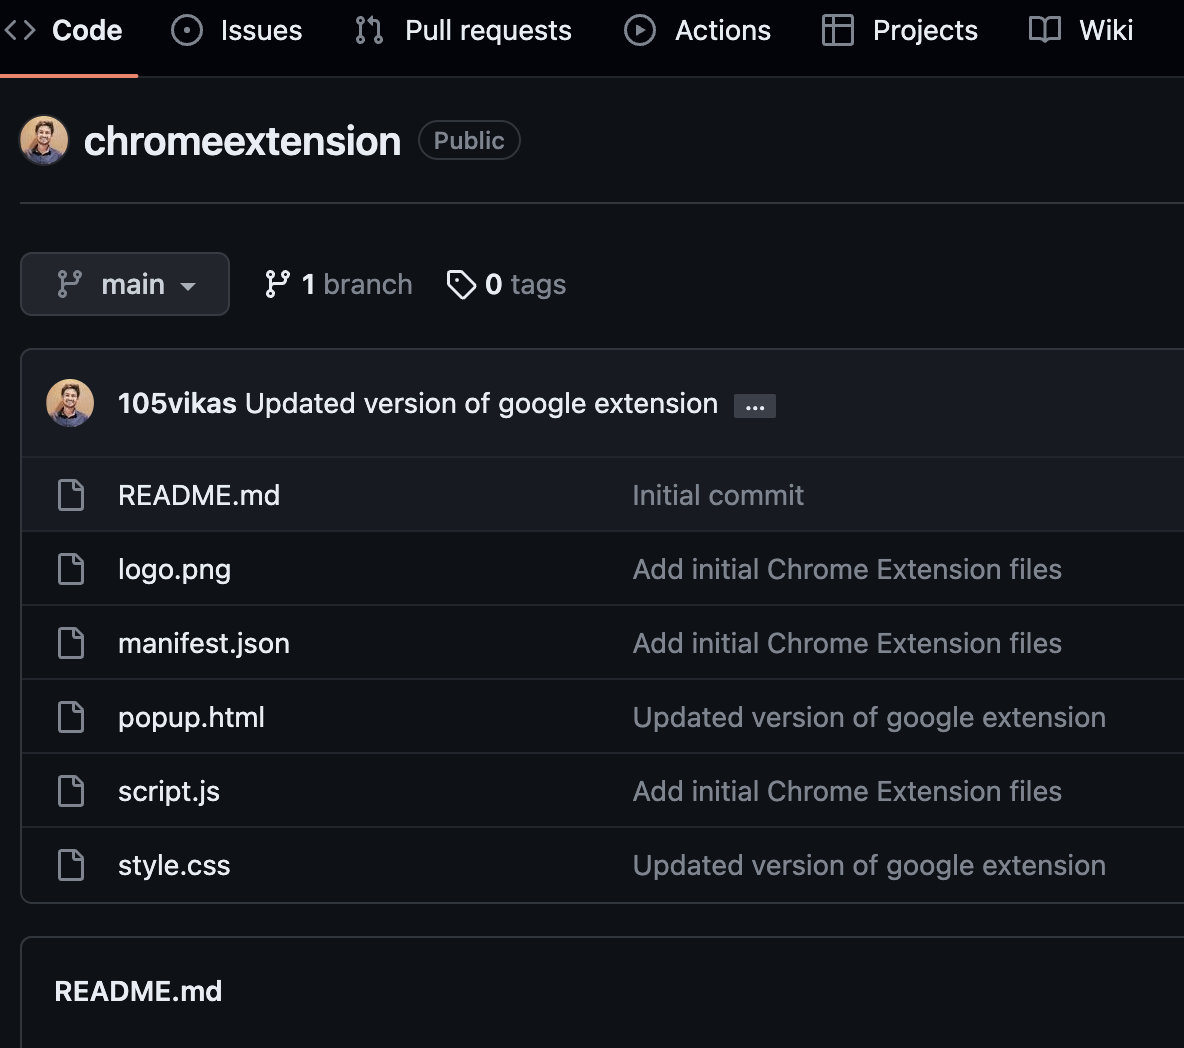 Code Issues Pull requests Actions Projects Wiki
chromeextension Public
main 1 branch 0 tags
105vikas Updated version of google extension ...
README.md Initial commit
logo.png Add initial Chrome Extension files
manifest.json Add initial Chrome Extension files
popup.html Updated version of google extension
script.js Add initial Chrome Extension files
style.css Updated version of google extension
README.md